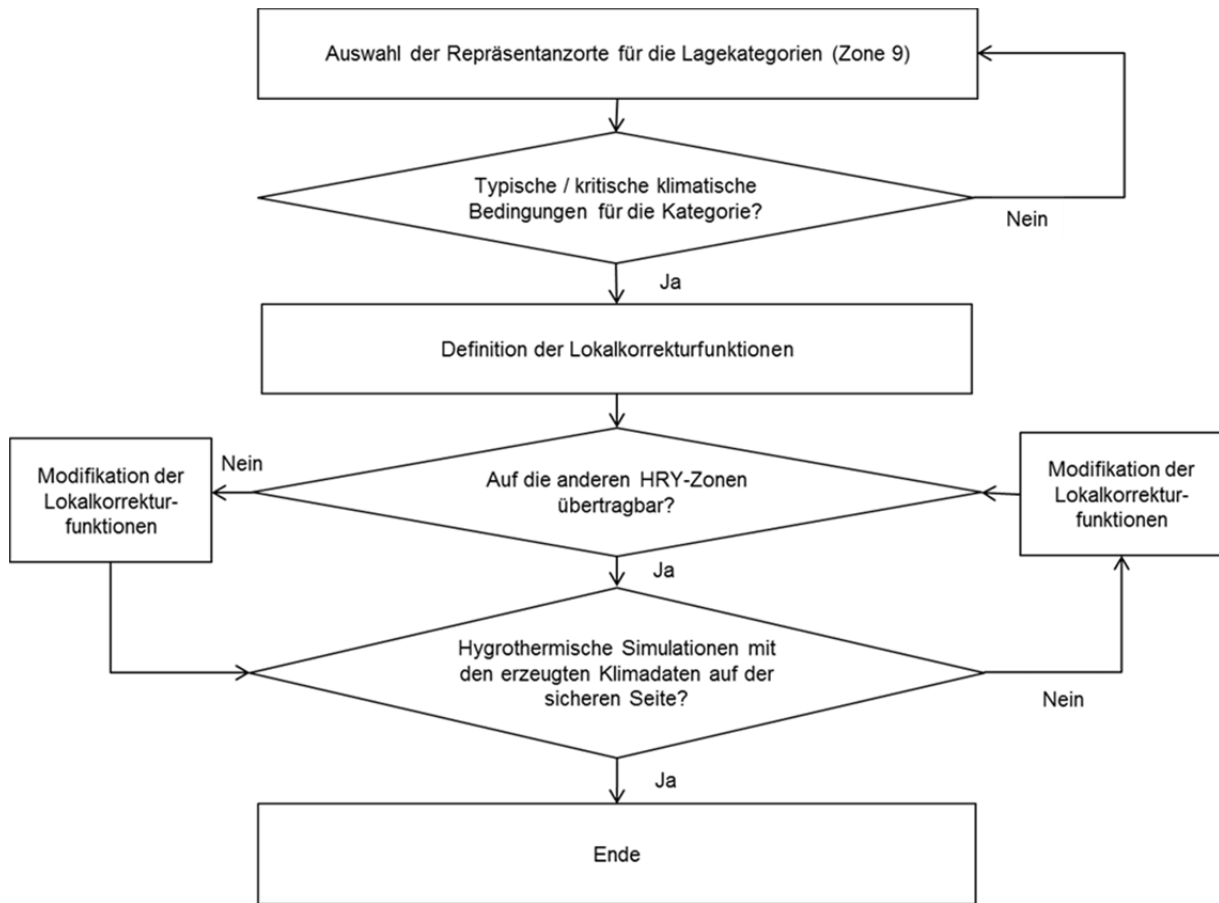 Auswahl der Repräsentanzorte für die Lagekategorien (Zone 9)
Typische / kritische klimatische
Bedingungen für die Kategorie?
Nein
Ja
Definition der Lokalkorrekturfunktionen
Modifikation der
Lokalkorrektur-
funktionen
Nein
Auf die anderen HRY-Zonen
übertragbar?
Modifikation der
Lokalkorrektur-
funktionen
Ja
Hygrothermische Simulationen mit
den erzeugten Klimadaten auf der
sicheren Seite?
Nein
Ja
Ende